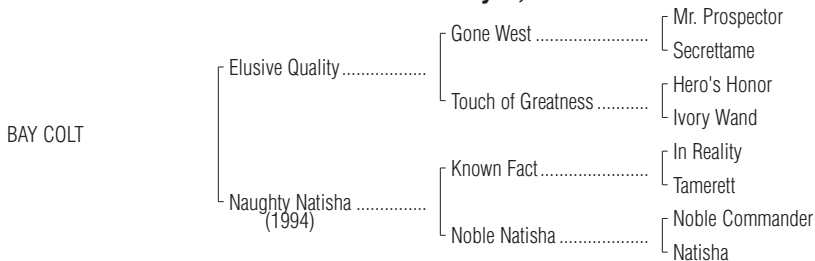 Mr. Prospector
Gone West ........................
Secrettame
Elusive Quality..................
Hero's Honor
Touch of Greatness ...........
Ivory Wand
BAY COLT
In Reality
Known Fact.......................
Tamerett
Naughty Natisha ...............
(1994)
Noble Commander
Noble Natisha ...................
Natisha